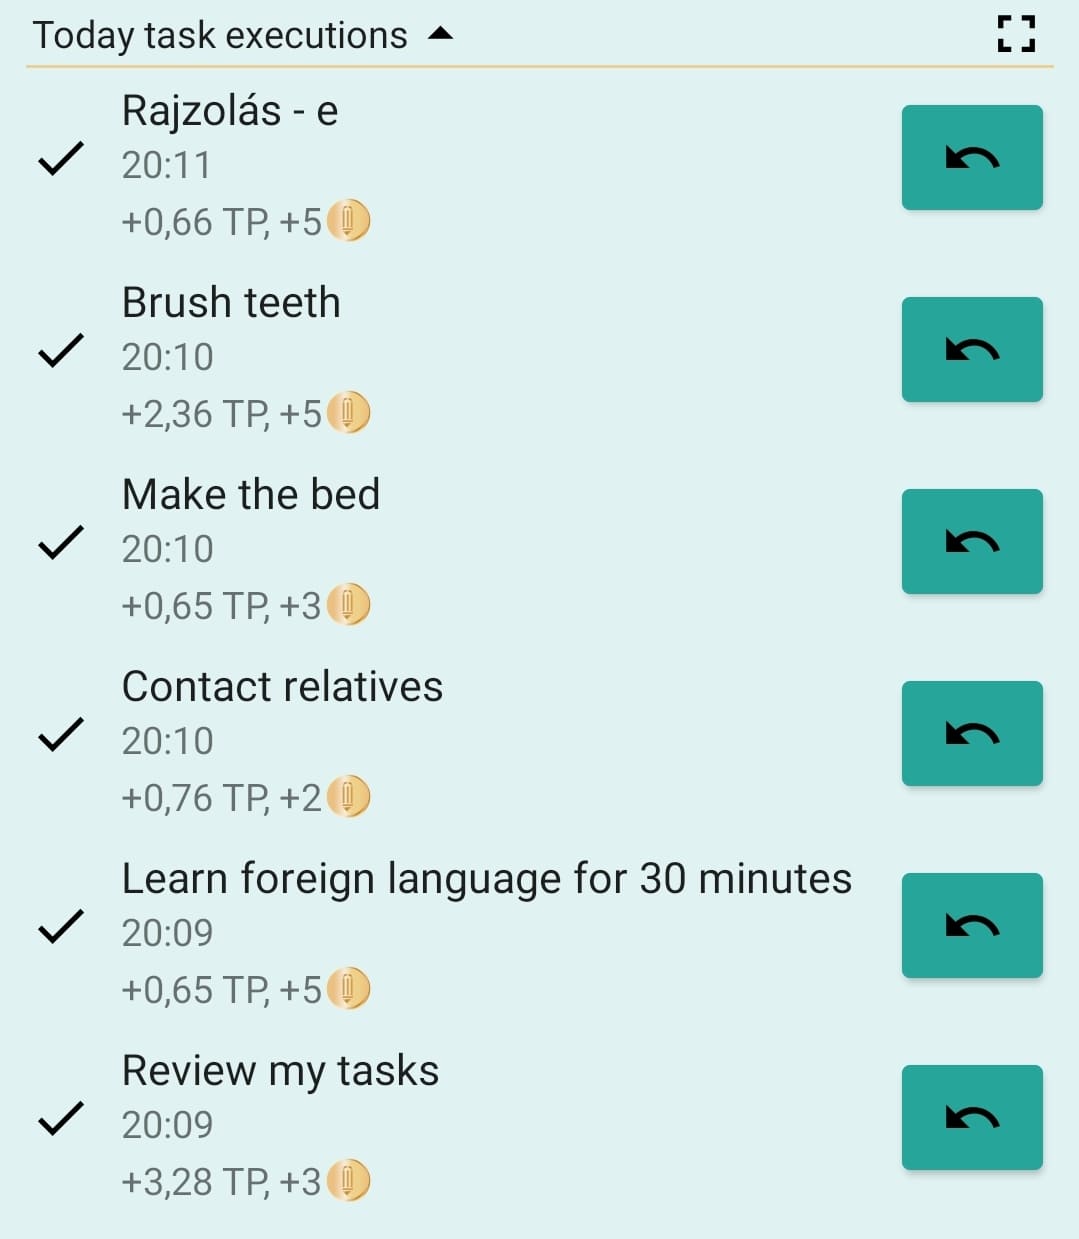 Today task executions
Rajzolás - e
20:11
+0,66 TP, +5
Brush teeth
20:10
+2,36 TP, +5
Make the bed
20:10
+0,65 TP, +3
Contact relatives
20:10
+0,76 TP, +2
Learn foreign language for 30 minutes
20:09
+0,65 TP, +5
Review my tasks
20:09
+3,28 TP, +3